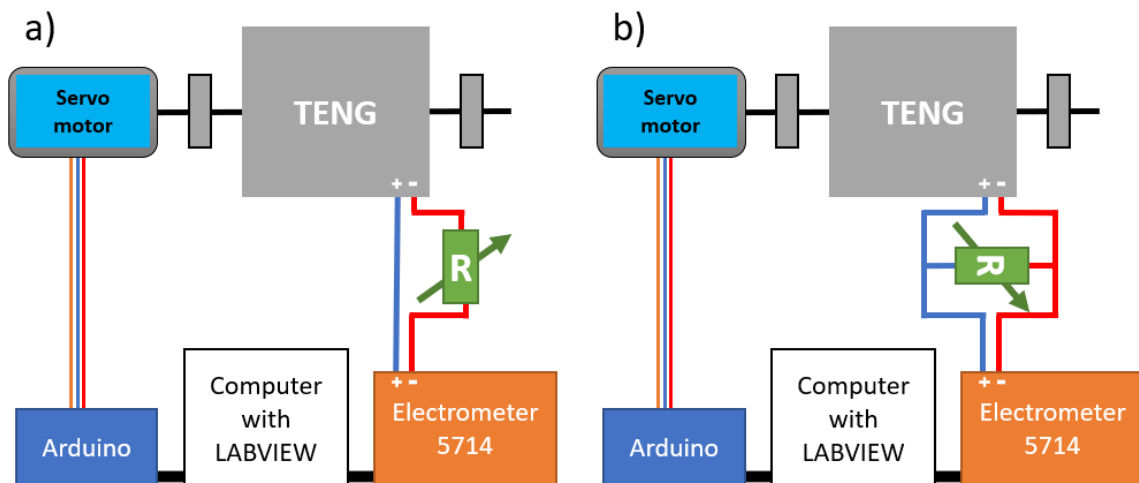 a)
Servo
motor
TENG
+ -
R
+ -
Computer
with
LABVIEW
Arduino
Electrometer
5714
b)
Servo
motor
TENG
+ -
R
+ -
Computer
with
LABVIEW
Arduino
Electrometer
5714